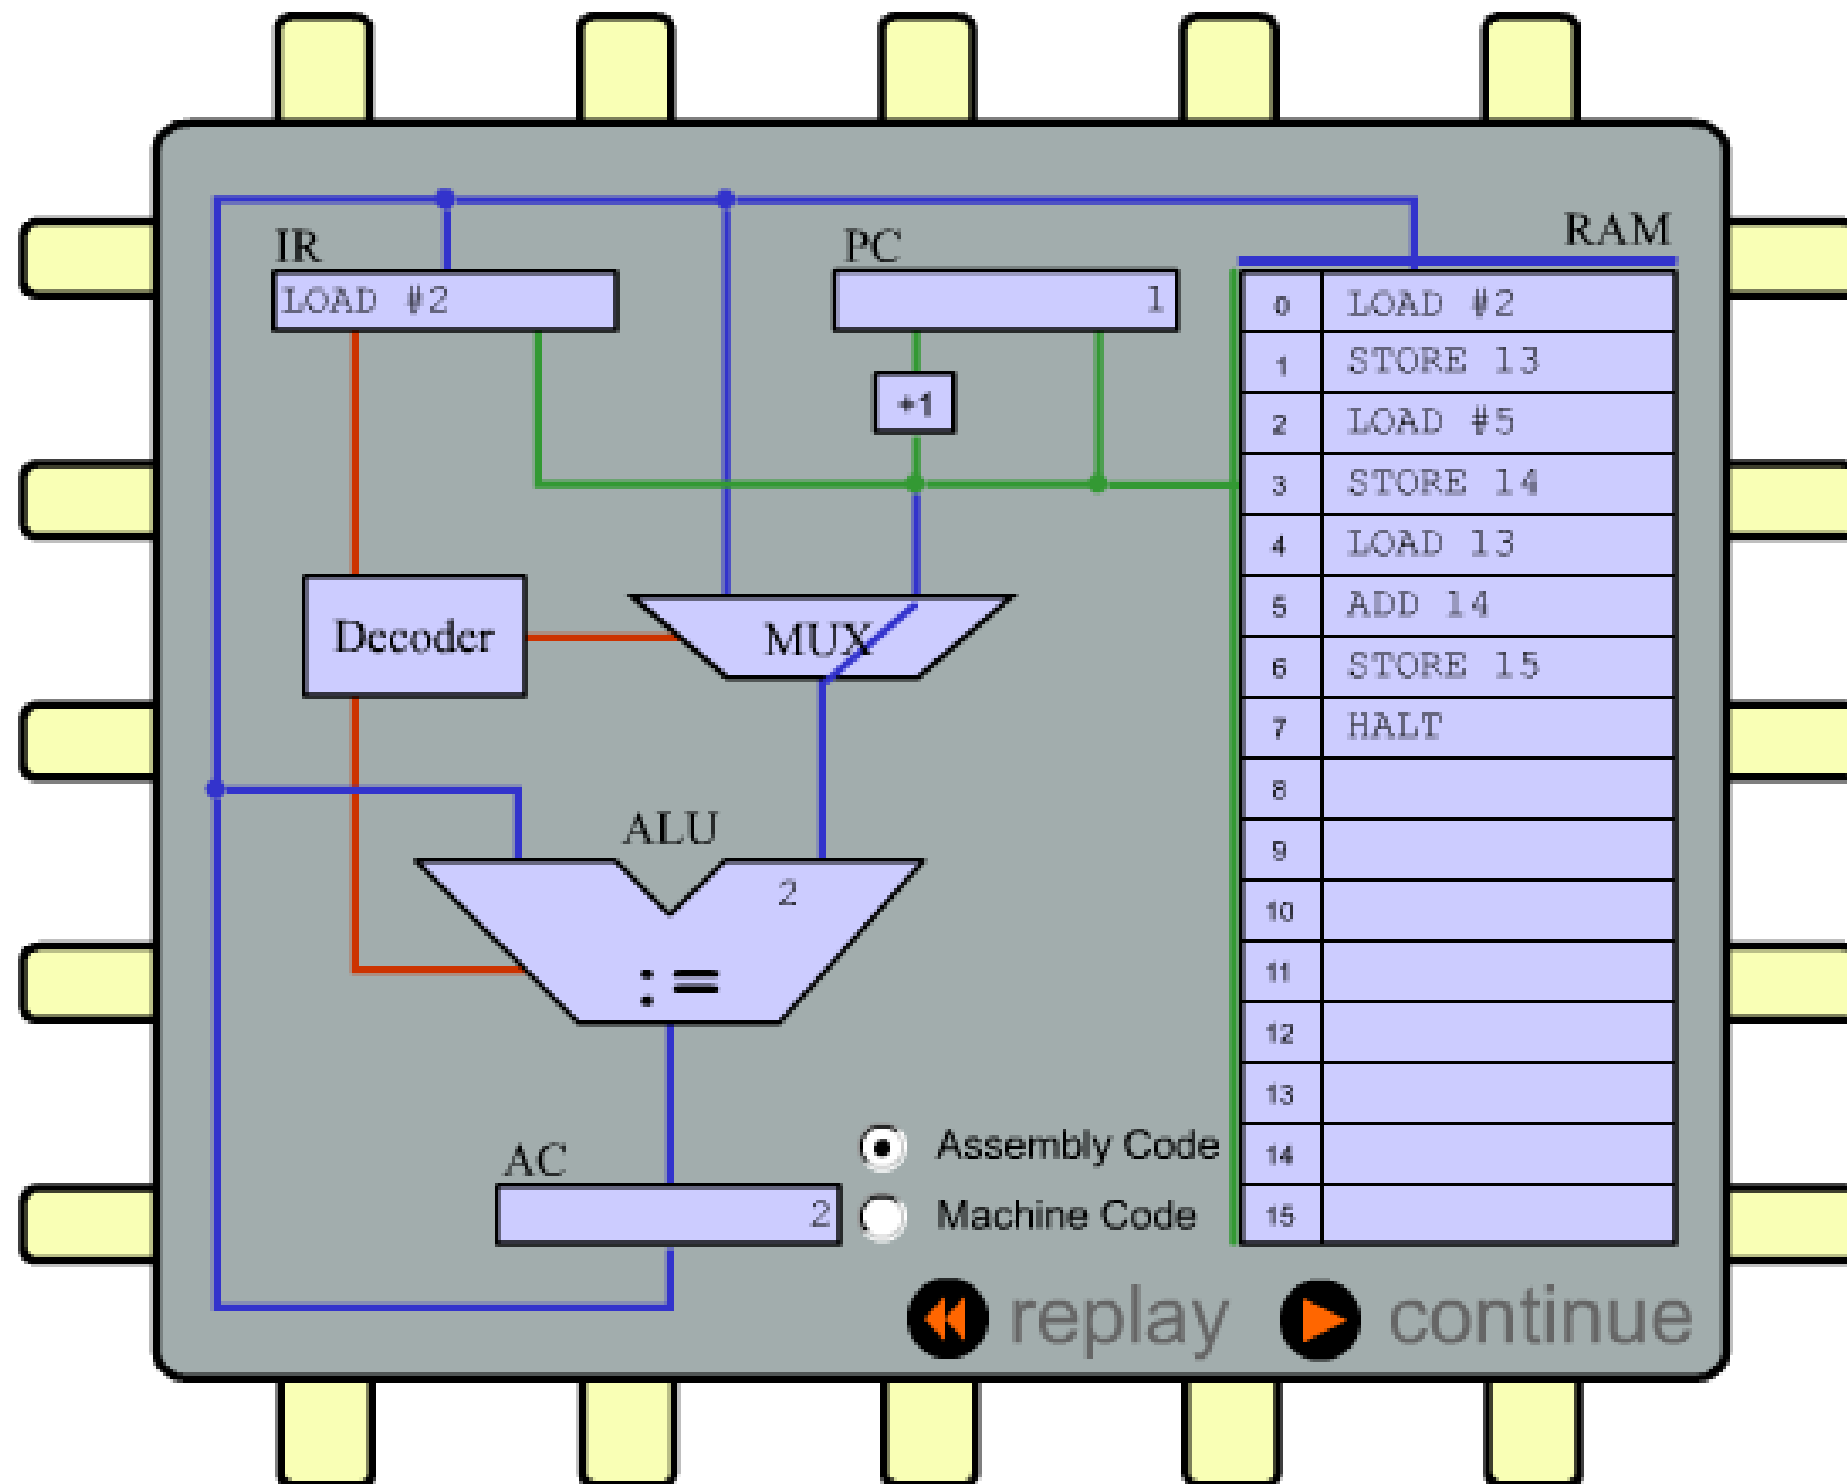 RAM
IR
PC
LOAD #2
1
+1
Decoder
MUX
ALU
2
:=
AC
2
0 LOAD #2
1 STORE 13
2 LOAD #5
3 STORE 14
4 LOAD 13
5 ADD 14
6 STORE 15
7 HALT
8
9
10
11
12
13
14
15
Assembly Code
Machine Code
replay
continue